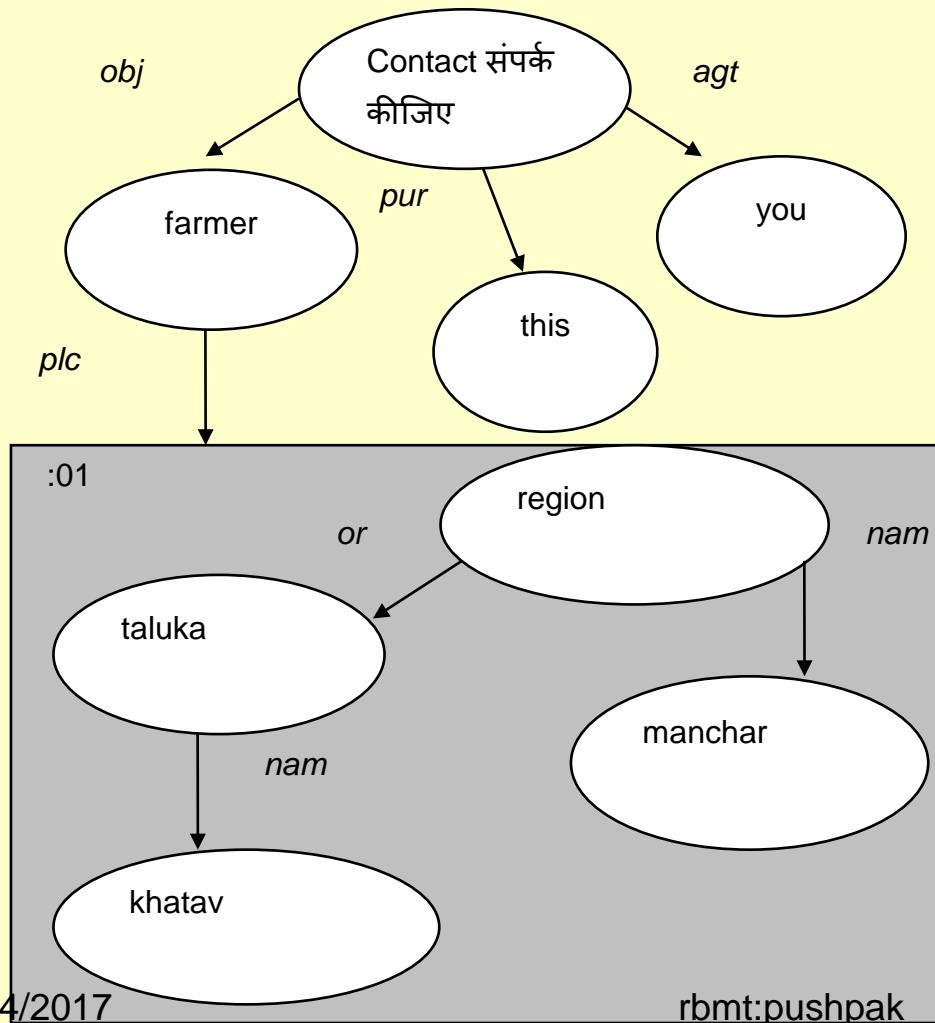 obj
Contact संपर्क
कीजिए
agt
farmer
pur
you
this
plc
:01
region
or
nam
taluka
manchar
nam
khatav
4/2017
rbmt:pushpak